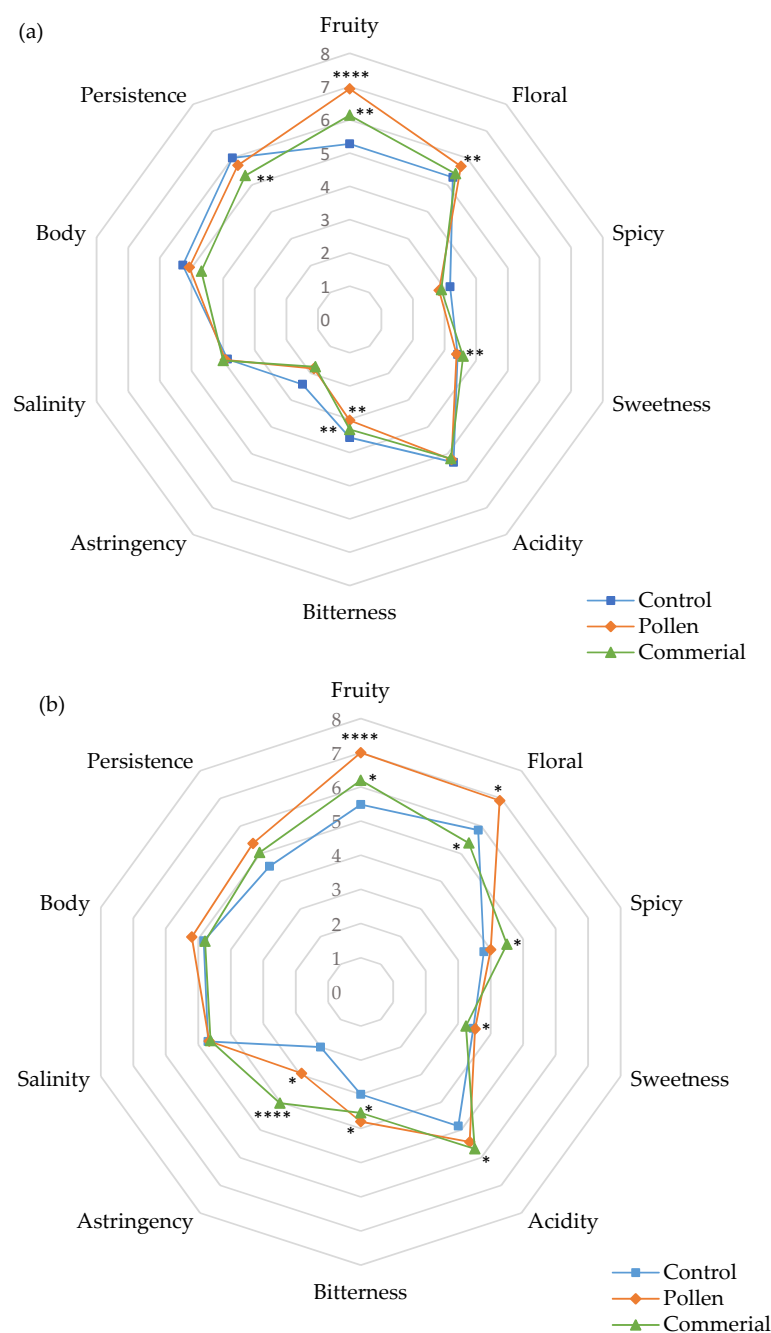 (a)
Fruity
Persistence
Floral
8
****
7
**
6
**
5
**
4
3
Body
Spicy
2
1
0
**
Salinity
Sweetness
**
**
Astringency
Acidity
Bitterness
Control
Pollen
Commerial
(b)
Fruity
8
****
Persistence
Floral
7
*
*
6
5
*
4
Body
Spicy
3
*
2
1
0
*
Salinity
Sweetness
*
****
*
*
*
Astringency
Acidity
Bitterness
Control
Pollen
Commerial